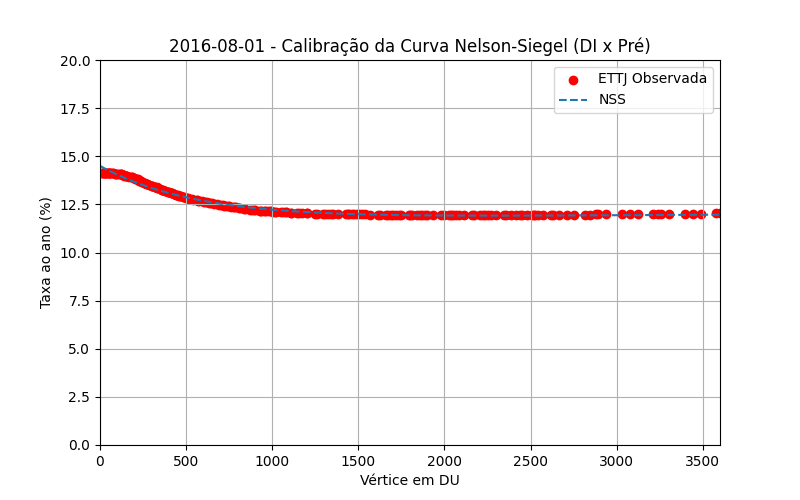 2016-08-01 - Calibração da Curva Nelson-Siegel (DI x Pré)
ETTJ Observada
NSS
20.0
17.5
15.0
12.5
10.0
7.5
5.0
2.5
0.0
Taxa ao ano (%)
0 500 1000 1500 2000 2500 3000 3500
Vértice em DU